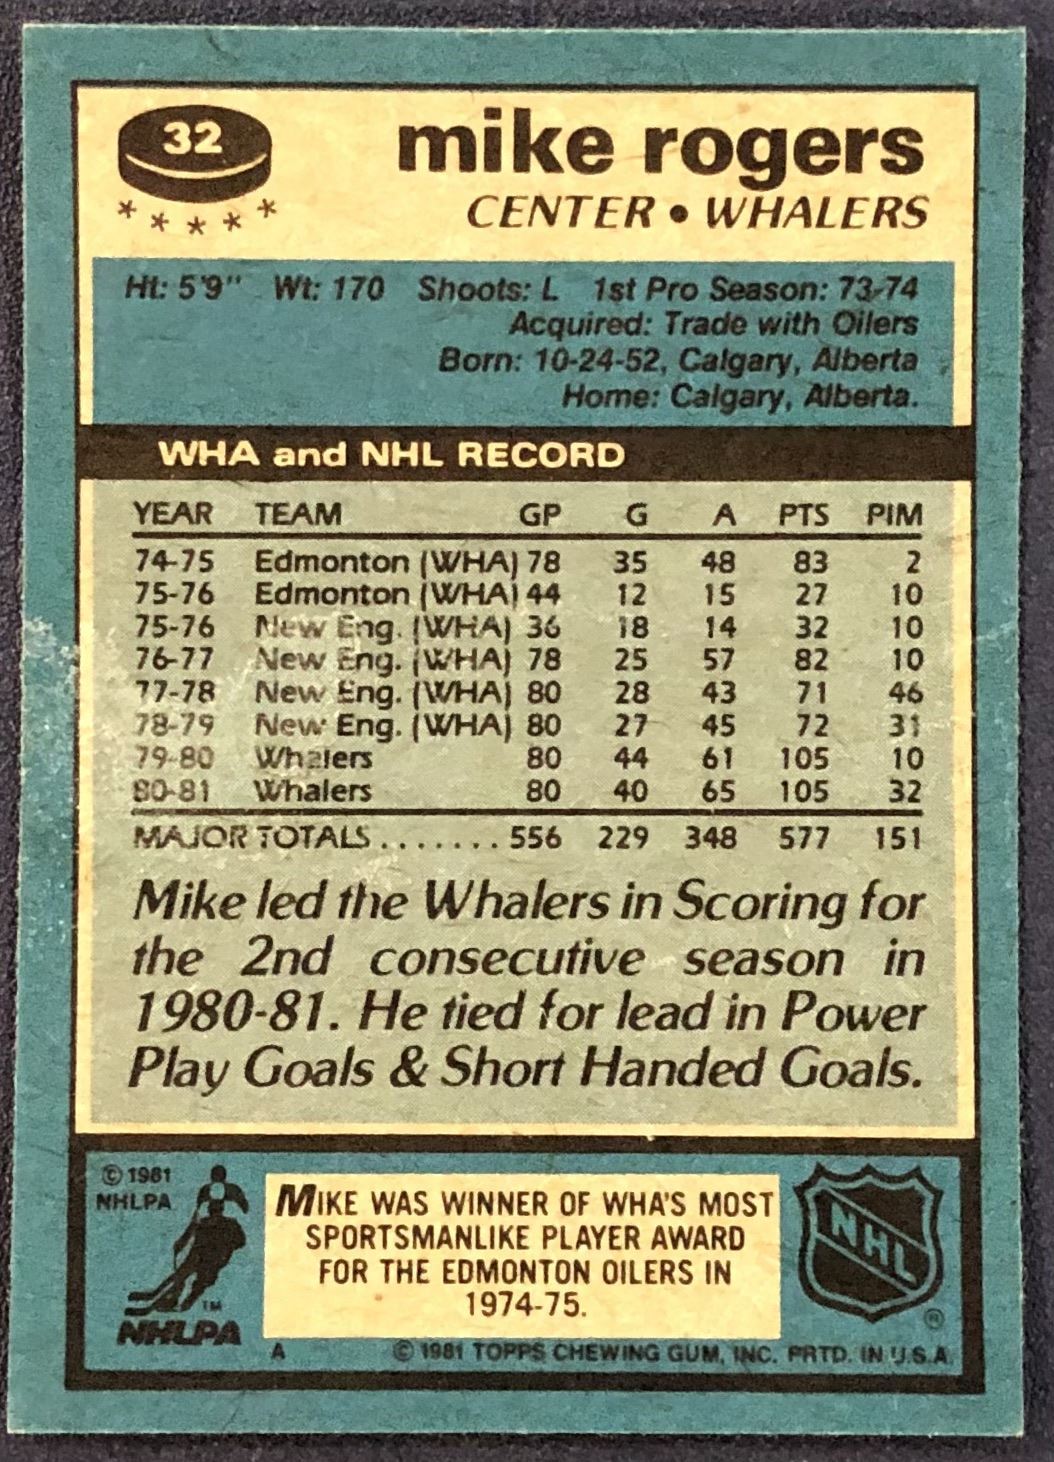 32
mike rogers
CENTER • WHALERS
Ht: 5'9" Wt: 170 Shoots: L 1st Pro Season: 73-74
Acquired: Trade with Oilers
Born: 10-24-52, Calgary, Alberta
Home: Calgary, Alberta.
WHA and NHL RECORD
YEAR TEAM GP G A PTS PIM
74-75 Edmonton (WHA) 78 35 48 83 2
75-76 Edmonton (WHA) 44 12 15 27 10
75-76 New Eng. (WHA) 36 18 14 32 10
76-77 New Eng. (WHA) 78 25 57 82 10
77-78 New Eng. (WHA) 80 28 43 71 46
78-79 New Eng. (WHA) 80 27 45 72 31
79-80 Whalers 80 44 61 105 10
80-81 Whalers 80 40 65 105 32
MAJOR TOTALS....... 556 229 348 577 151
Mike led the Whalers in Scoring for
the 2nd consecutive season in
1980-81. He tied for lead in Power
Play Goals & Short Handed Goals.
© 1981
NHLPA
TM
NHLPA
MIKE WAS WINNER OF WHA'S MOST
SPORTSMANLIKE PLAYER AWARD
FOR THE EDMONTON OILERS IN
1974-75.
NHL
®
A © 1981 TOPPS CHEWING GUM, INC. PRTD. IN U.S.A.